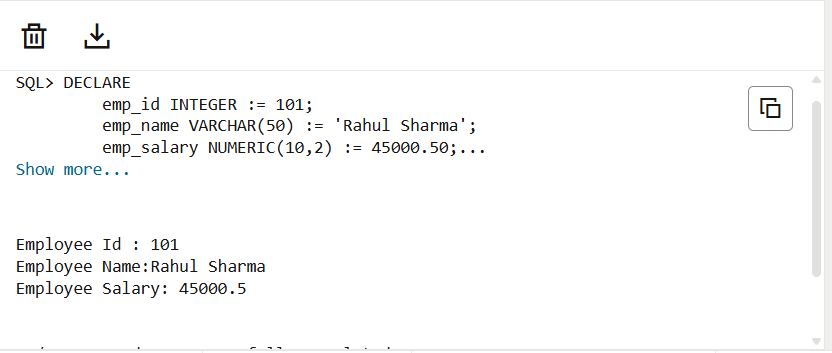 SQL> DECLARE
emp_id INTEGER := 101;
emp_name VARCHAR(50) := 'Rahul Sharma';
emp_salary NUMERIC(10,2) := 45000.50;...
Show more...
Employee Id : 101
Employee Name:Rahul Sharma
Employee Salary: 45000.5